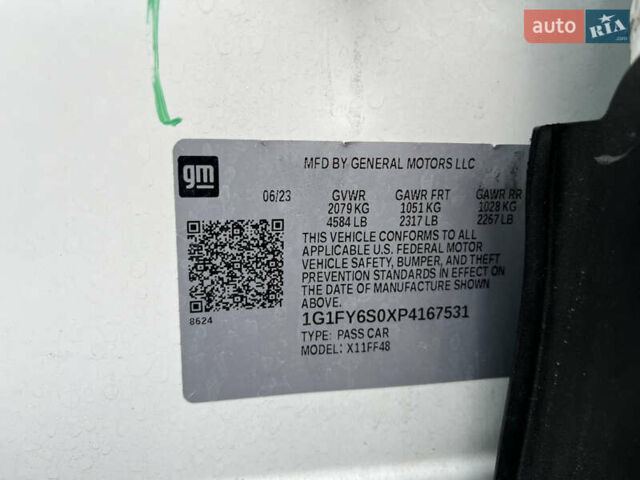 auto RIA.com
gm
MFD BY GENERAL MOTORS LLC
06/23 GVWR GAWR FRT GAWR RR
2079 KG 1051 KG 1028 KG
4584 LB 2317 LB 2267 LB
THIS VEHICLE CONFORMS TO ALL
APPLICABLE U.S. FEDERAL MOTOR
VEHICLE SAFETY, BUMPER, AND THEFT
PREVENTION STANDARDS IN EFFECT ON
THE DATE OF MANUFACTURE SHOWN
ABOVE.
8624
1G1FY6S0XP4167531
TYPE: PASS CAR
MODEL: X11FF48